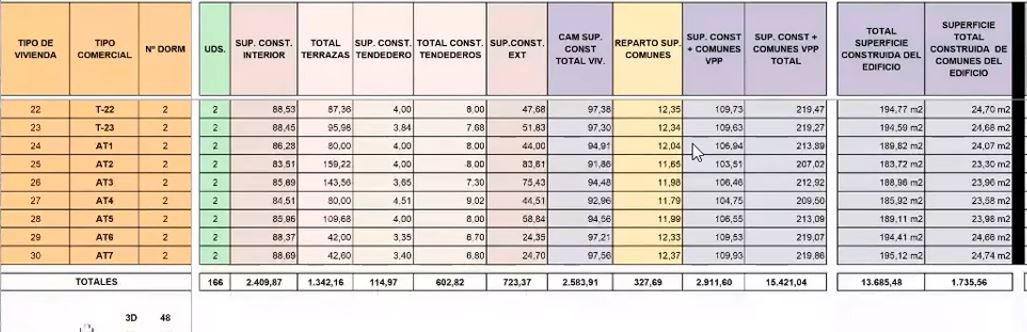 TIPO DE VIVIENDA | TIPO COMERCIAL | Nº DORM | UDS. | SUP. CONST. INTERIOR | TOTAL TERRAZAS | SUP. CONST. TENDEDERO | TOTAL CONST. TENDEDEROS | SUP.CONST. EXT | CAM SUP. CONST TOTAL VIV. | REPARTO SUP. COMUNES | SUP. CONST + COMUNES VPP | SUP. CONST + COMUNES VPP TOTAL | TOTAL SUPERFICIE CONSTRUIDA DEL EDIFICIO | SUPERFICIE TOTAL CONSTRUIDA DE COMUNES DEL EDIFICIO
22 | T-22 | 2 | 2 | 88,53 | 87,36 | 4,00 | 8,00 | 47,68 | 97,38 | 12,35 | 109,73 | 219,47 | 194,77 m2 | 24,70 m2
23 | T-23 | 2 | 2 | 88,45 | 95,98 | 3,84 | 7,68 | 51,83 | 97,30 | 12,34 | 109,63 | 219,27 | 194,59 m2 | 24,68 m2
24 | AT1 | 2 | 2 | 86,28 | 80,00 | 4,00 | 8,00 | 44,00 | 94,91 | 12,04 | 106,94 | 213,89 | 189,82 m2 | 24,07 m2
25 | AT2 | 2 | 2 | 83,51 | 159,22 | 4,00 | 8,00 | 83,61 | 91,86 | 11,65 | 103,51 | 207,02 | 183,72 m2 | 23,30 m2
26 | AT3 | 2 | 2 | 85,89 | 143,56 | 3,65 | 7,30 | 75,43 | 94,48 | 11,98 | 106,46 | 212,92 | 188,96 m2 | 23,96 m2
27 | AT4 | 2 | 2 | 84,51 | 80,00 | 4,51 | 9,02 | 44,51 | 92,96 | 11,79 | 104,75 | 209,50 | 185,92 m2 | 23,58 m2
28 | AT5 | 2 | 2 | 85,96 | 109,68 | 4,00 | 8,00 | 58,84 | 94,56 | 11,99 | 106,55 | 213,09 | 189,11 m2 | 23,98 m2
29 | AT6 | 2 | 2 | 88,37 | 42,00 | 3,35 | 6,70 | 24,35 | 97,21 | 12,33 | 109,53 | 219,07 | 194,41 m2 | 24,66 m2
30 | AT7 | 2 | 2 | 88,69 | 42,60 | 3,40 | 6,80 | 24,70 | 97,56 | 12,37 | 109,93 | 219,86 | 195,12 m2 | 24,74 m2
TOTALES | 166 | 2.409,87 | 1.342,16 | 114,97 | 602,82 | 723,37 | 2.583,91 | 327,69 | 2.911,60 | 15.421,04 | 13.685,48 | 1.735,56
3D 48